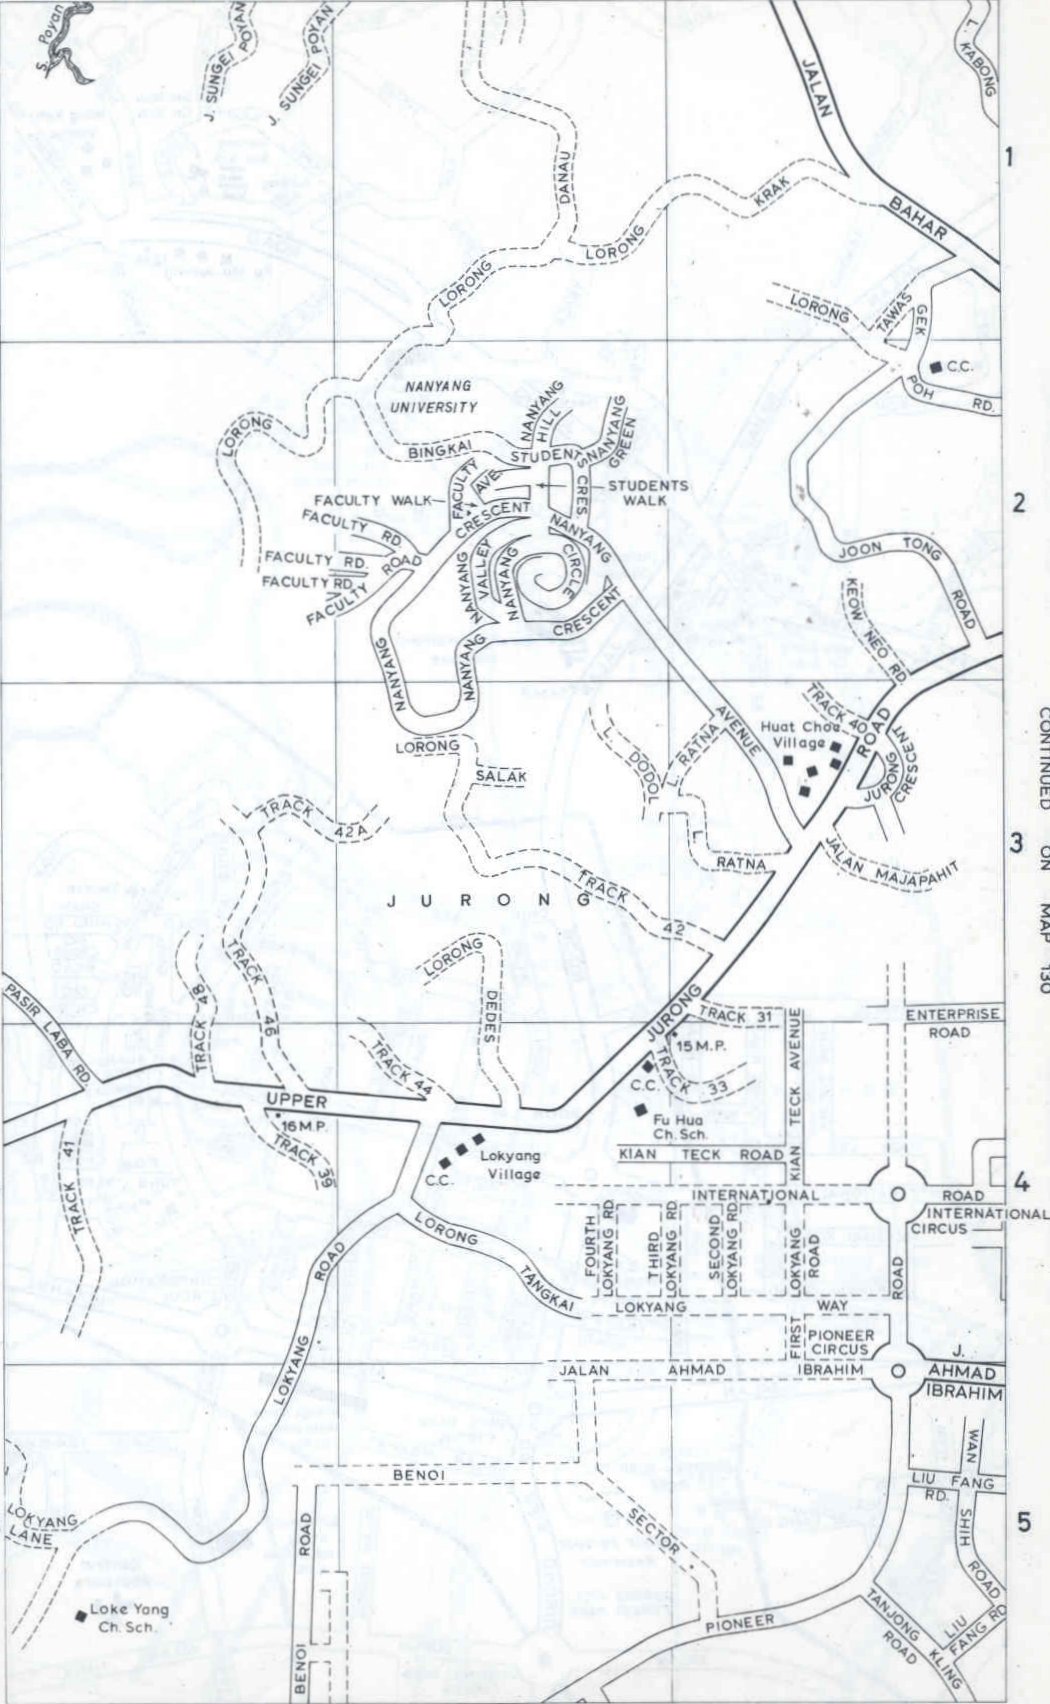 S. Poyan
J. SUNGEI POYAN
J. SUNGEI POYAN
JALAN BAHAR
L. KABONG
1
LORONG DANAU
LORONG KRAK
LORONG TAWAS
GEK POH RD.
C.C.
NANYANG
UNIVERSITY
LORONG BINGKAI
NANYANG
HILL
NANYANG
GREEN
STUDENTS CRES.
STUDENTS
WALK
FACULTY AVE
FACULTY WALK
FACULTY RD.
FACULTY RD.
FACULTY RD.
FACULTY ROAD
NANYANG CRESCENT
NANYANG
VALLEY
NANYANG CIRCLE
NANYANG CRESCENT
NANYANG
NANYANG AVENUE
2
JOON TONG ROAD
KEOW NEO RD.
TRACK 40
Huat Choe
Village
JURONG
CRESCENT
LORONG
SALAK
L. DODOL
L. RATNA
L. RATNA
JALAN MAJAPAHIT
TRACK 42A
3
JURONG
TRACK 42
CONTINUED ON MAP 130
LORONG DEDES
TRACK 46
TRACK 48
PASIR LABA RD.
TRACK 44
UPPER JURONG ROAD
TRACK 31
15 M.P.
TRACK 33
C.C.
Fu Hua
Ch. Sch.
KIAN TECK AVENUE
ENTERPRISE
ROAD
16 M.P.
TRACK 39
TRACK 41
Lokyang
Village
C.C.
KIAN TECK ROAD
4
INTERNATIONAL ROAD
INTERNATIONAL
CIRCUS
FOURTH
LOKYANG RD
THIRD
LOKYANG RD
SECOND
LOKYANG RD
FIRST LOKYANG
ROAD
LORONG TANGKAI
LOKYANG WAY
LOKYANG ROAD
PIONEER
CIRCUS
JALAN AHMAD IBRAHIM
J.
AHMAD
IBRAHIM
BENOI SECTOR
BENOI ROAD
WAN SHIH ROAD
LIU FANG
RD.
5
LOKYANG
LANE
Loke Yang
Ch. Sch.
PIONEER ROAD
TANJONG KLING
ROAD
LIU
FANG RD